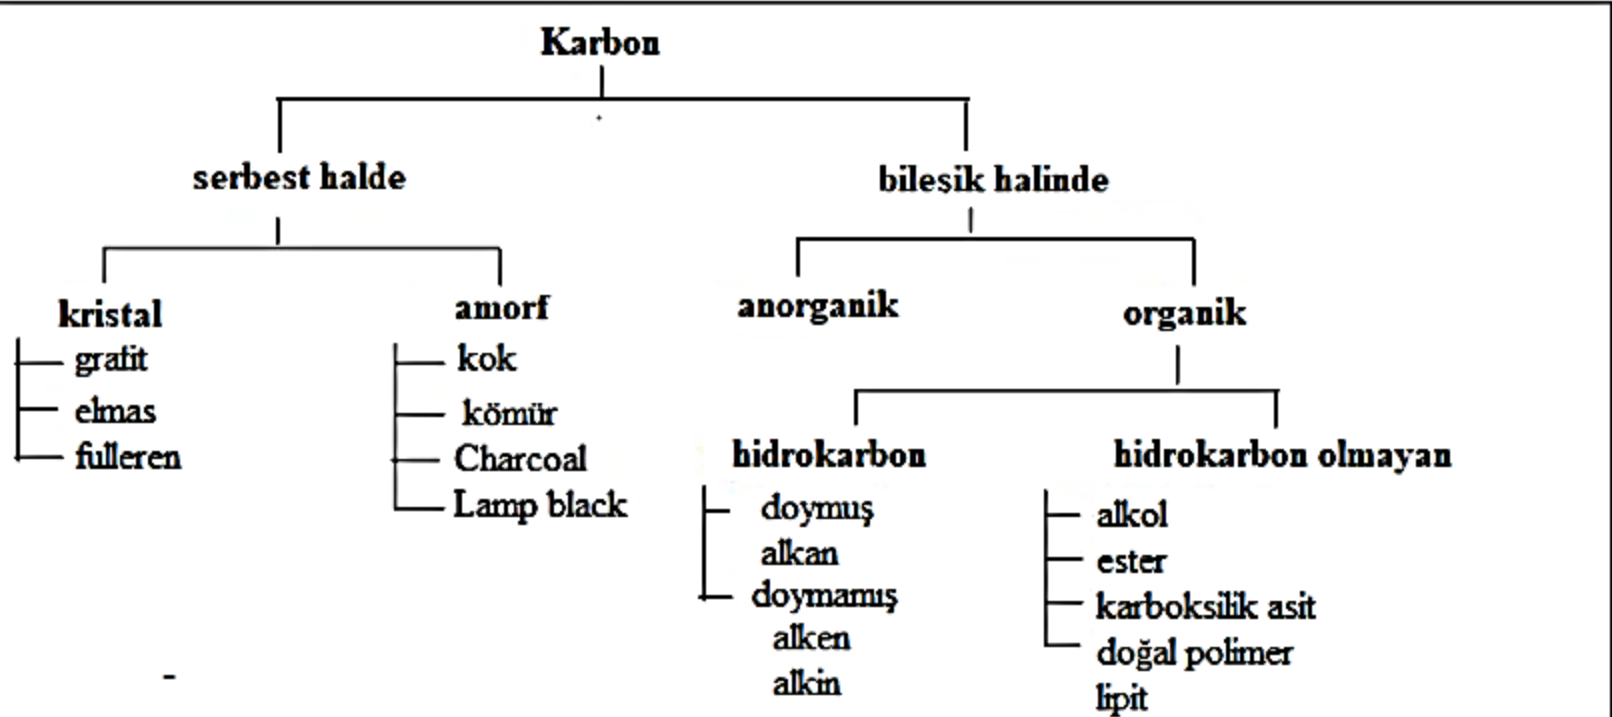 Karbon
serbest halde
bileşik halinde
kristal
grafit
elmas
fulleren
amorf
kok
kömür
Charcoal
Lamp black
anorganik
organik
hidrokarbon
doymuş
alkan
doymamış
alken
alkin
hidrokarbon olmayan
alkol
ester
karboksilik asit
doğal polimer
lipit